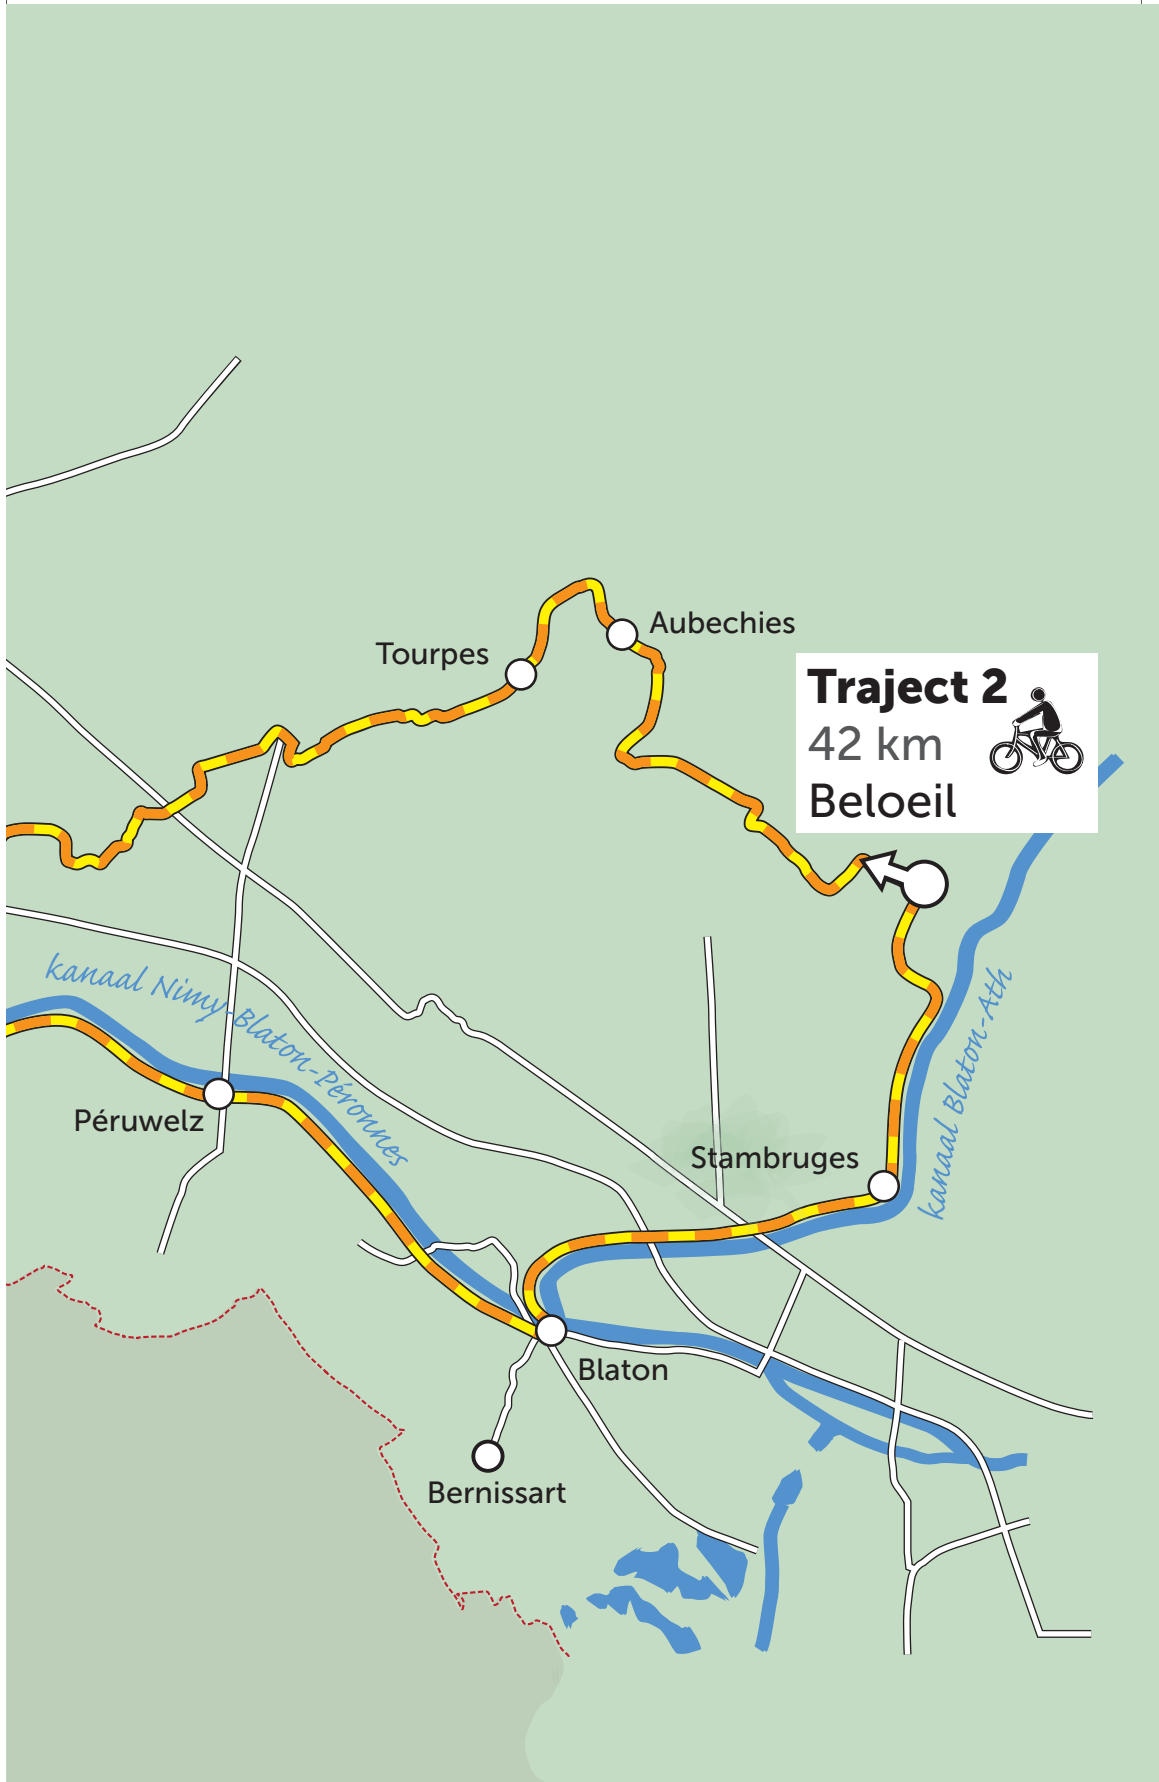 Aubechies
Tourpes
Traject 2
42 km
Beloeil
kanaal Nimy-Blaton-Péronnes
kanaal Blaton-Ath
Péruwelz
Stambruges
Blaton
Bernissart